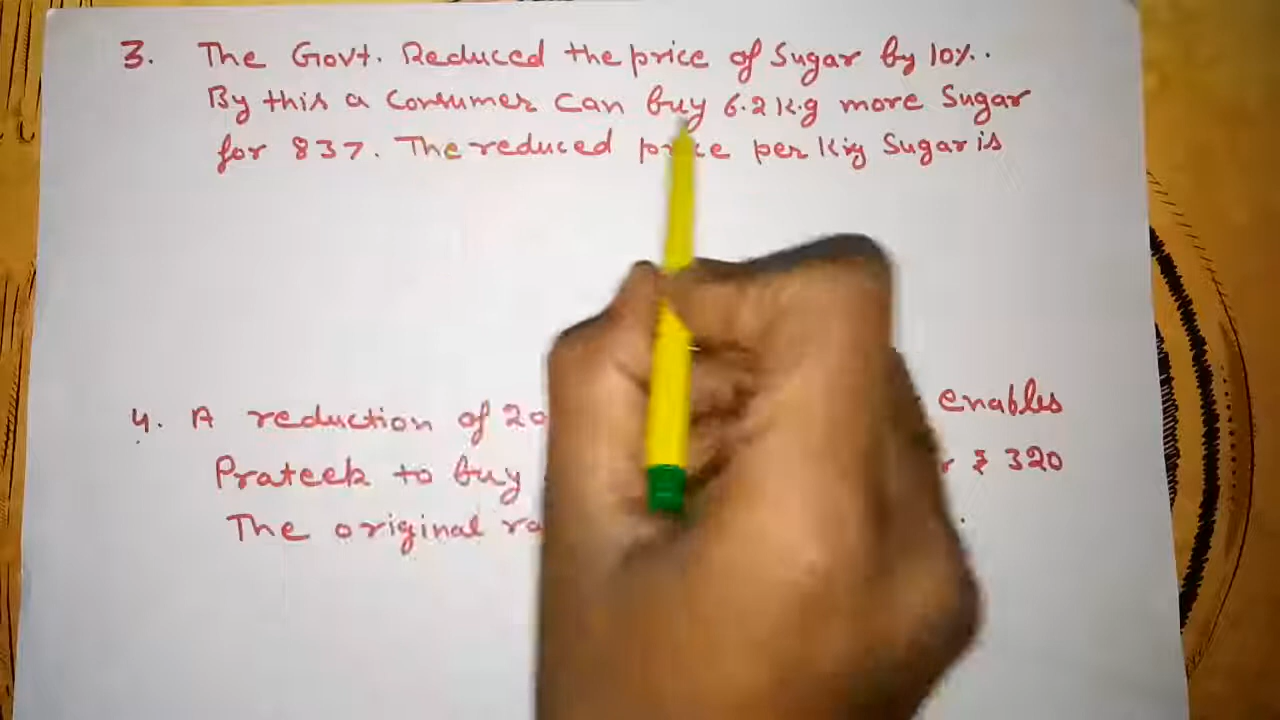 3. The Govt. Reduced the price of Sugar by 10%.
By this a Consumer Can buy 6.2 K.g more Sugar
for 837. The reduced price per Kg Sugar is
4. A reduction of 20 enables
Prateek to buy ₹ 320
The original